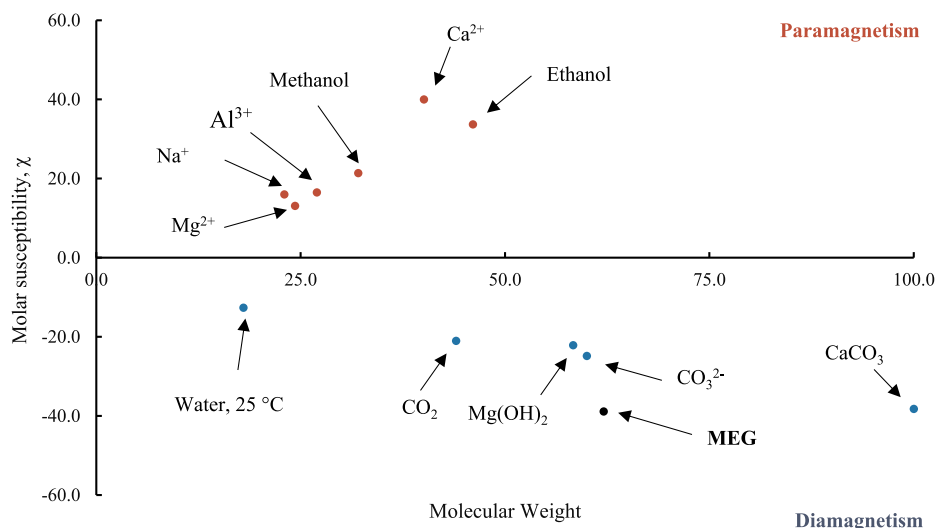 60.0
Paramagnetism
Ca²⁺
Ethanol
Methanol
40.0
Al³⁺
Na⁺
20.0
Mg²⁺
Molar susceptibility, χ
0.0
0.0
25.0
50.0
75.0
100.0
-20.0
CaCO₃
CO₃²⁻
Water, 25 °C
CO₂
Mg(OH)₂
-40.0
MEG
-60.0
Molecular Weight
Diamagnetism